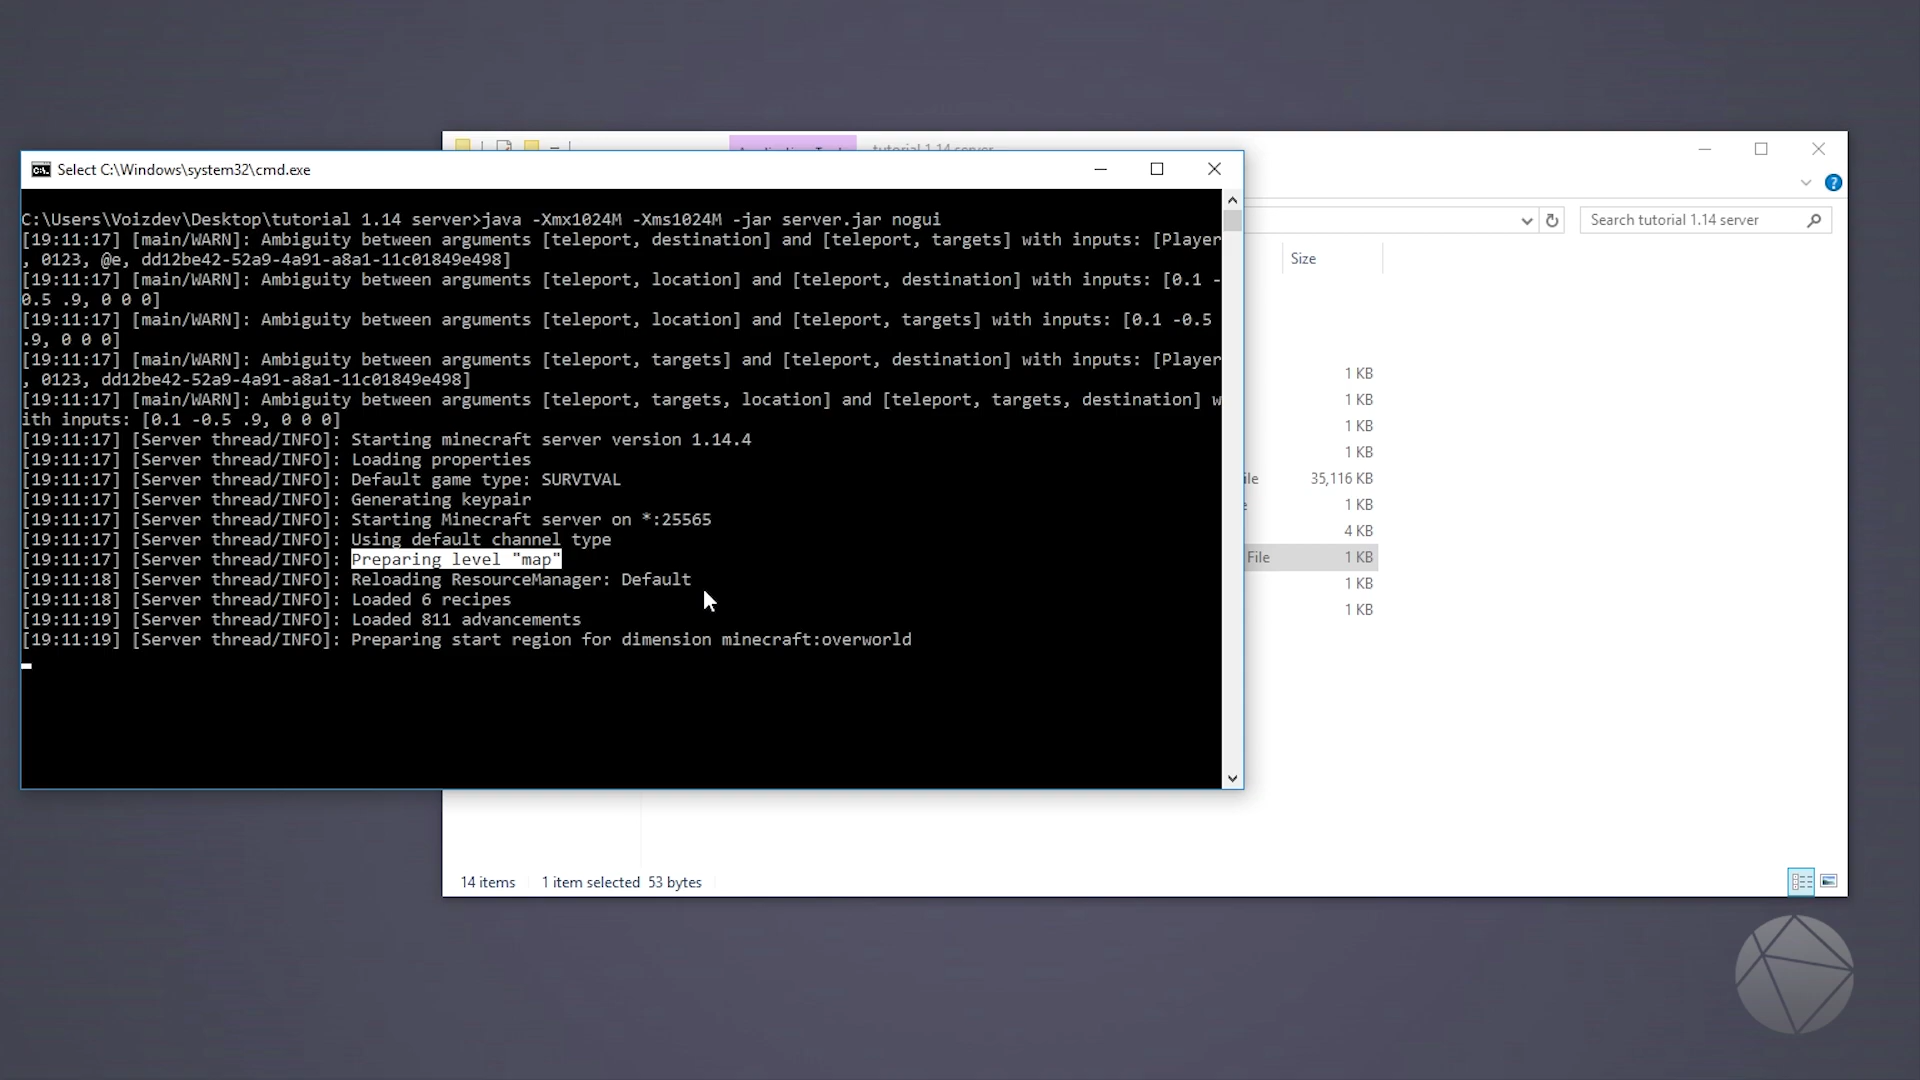 Select C:\Windows\system32\cmd.exe
C:\Users\Voizdev\Desktop\tutorial 1.14 server>java -Xmx1024M -Xms1024M -jar server.jar nogui
[19:11:17] [main/WARN]: Ambiguity between arguments [teleport, destination] and [teleport, targets] with inputs: [Player
, 0123, @e, dd12be42-52a9-4a91-a8a1-11c01849e498]
[19:11:17] [main/WARN]: Ambiguity between arguments [teleport, location] and [teleport, destination] with inputs: [0.1 -
0.5 .9, 0 0 0]
[19:11:17] [main/WARN]: Ambiguity between arguments [teleport, location] and [teleport, targets] with inputs: [0.1 -0.5
.9, 0 0 0]
[19:11:17] [main/WARN]: Ambiguity between arguments [teleport, targets] and [teleport, destination] with inputs: [Player
, 0123, dd12be42-52a9-4a91-a8a1-11c01849e498]
[19:11:17] [main/WARN]: Ambiguity between arguments [teleport, targets, location] and [teleport, targets, destination] w
ith inputs: [0.1 -0.5 .9, 0 0 0]
[19:11:17] [Server thread/INFO]: Starting minecraft server version 1.14.4
[19:11:17] [Server thread/INFO]: Loading properties
[19:11:17] [Server thread/INFO]: Default game type: SURVIVAL
[19:11:17] [Server thread/INFO]: Generating keypair
[19:11:17] [Server thread/INFO]: Starting Minecraft server on *:25565
[19:11:17] [Server thread/INFO]: Using default channel type
[19:11:17] [Server thread/INFO]: Preparing level "map"
[19:11:18] [Server thread/INFO]: Reloading ResourceManager: Default
[19:11:18] [Server thread/INFO]: Loaded 6 recipes
[19:11:19] [Server thread/INFO]: Loaded 811 advancements
[19:11:19] [Server thread/INFO]: Preparing start region for dimension minecraft:overworld
tutorial 1.14 server
Search tutorial 1.14 server
Size
1 KB
1 KB
1 KB
1 KB
ile 35,116 KB
1 KB
4 KB
File 1 KB
1 KB
1 KB
14 items 1 item selected 53 bytes